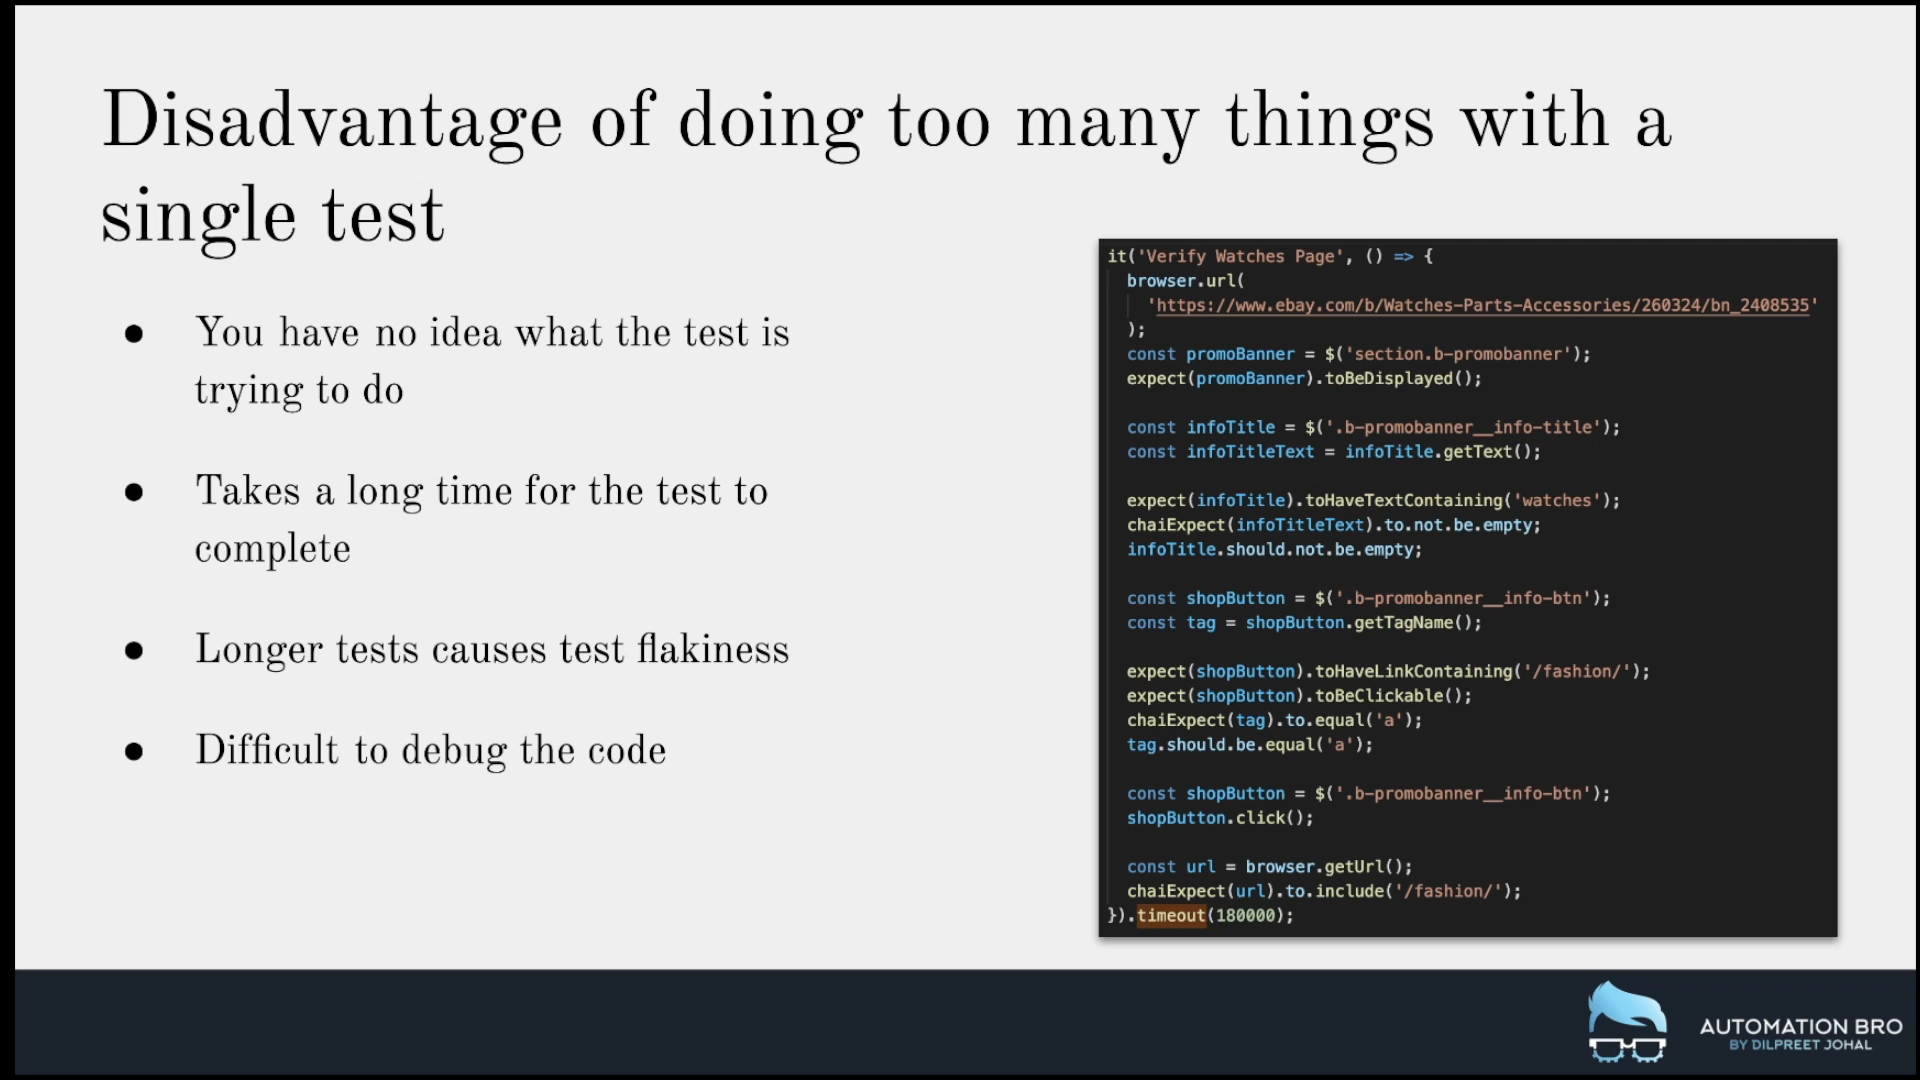 Disadvantage of doing too many things with a
single test
● You have no idea what the test is
trying to do
● Takes a long time for the test to
complete
● Longer tests causes test flakiness
● Difficult to debug the code
it('Verify Watches Page', () => {
browser.url(
'https://www.ebay.com/b/Watches-Parts-Accessories/260324/bn_2408535'
);
const promoBanner = $('section.b-promobanner');
expect(promoBanner).toBeDisplayed();
const infoTitle = $('.b-promobanner__info-title');
const infoTitleText = infoTitle.getText();
expect(infoTitle).toHaveTextContaining('watches');
chaiExpect(infoTitleText).to.not.be.empty;
infoTitle.should.not.be.empty;
const shopButton = $('.b-promobanner__info-btn');
const tag = shopButton.getTagName();
expect(shopButton).toHaveLinkContaining('/fashion/');
expect(shopButton).toBeClickable();
chaiExpect(tag).to.equal('a');
tag.should.be.equal('a');
const shopButton = $('.b-promobanner__info-btn');
shopButton.click();
const url = browser.getUrl();
chaiExpect(url).to.include('/fashion/');
}).timeout(180000);
AUTOMATION BRO
BY DILPREET JOHAL